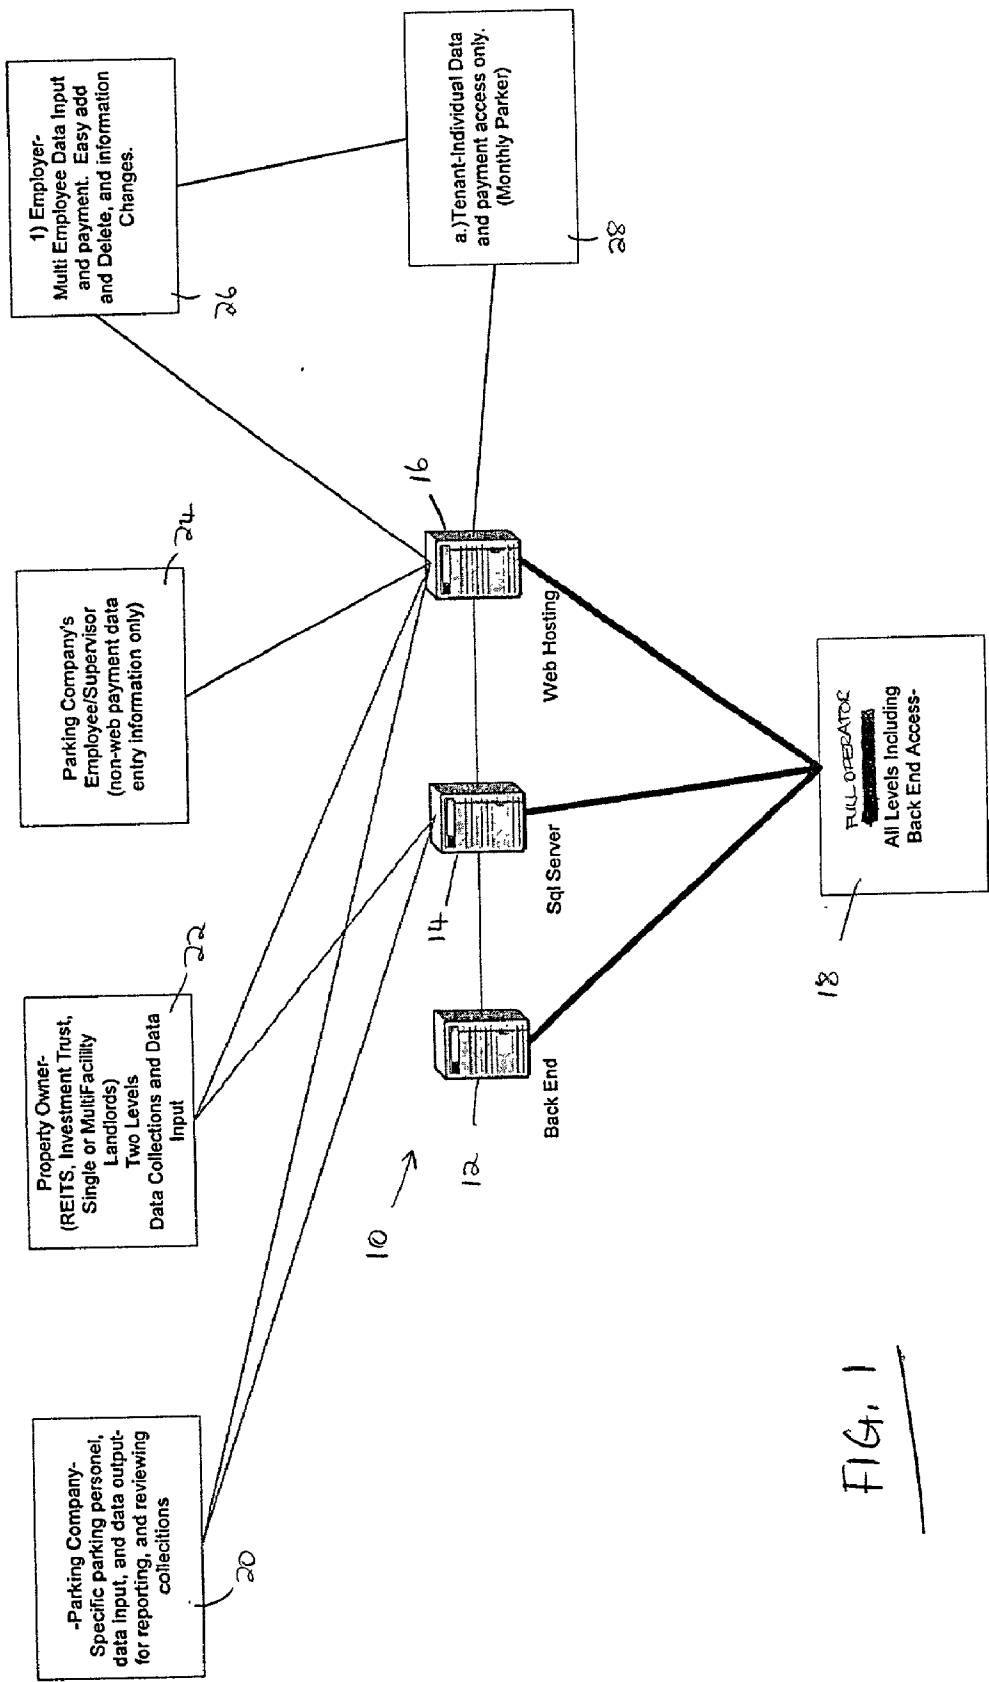 -Parking Company-
Specific parking personel,
data input, and data output-
for reporting, and reviewing
collecitions
20
Property Owner-
(REITS, Investment Trust,
Single or MultiFacility
Landlords)
Two Levels
Data Collections and Data
Input
22
Parking Company's
Employee/Supervisor
(non-web payment data
entry information only)
24
1) Employer-
Multi Employee Data Input
and payment. Easy add
and Delete, and information
Changes.
26
a.)Tenant-Individual Data
and payment access only.
(Monthly Parker)
28
10
12
Back End
14
Sql Server
16
Web Hosting
FULL OPERATOR
All Levels Including
Back End Access-
18
FIG. 1